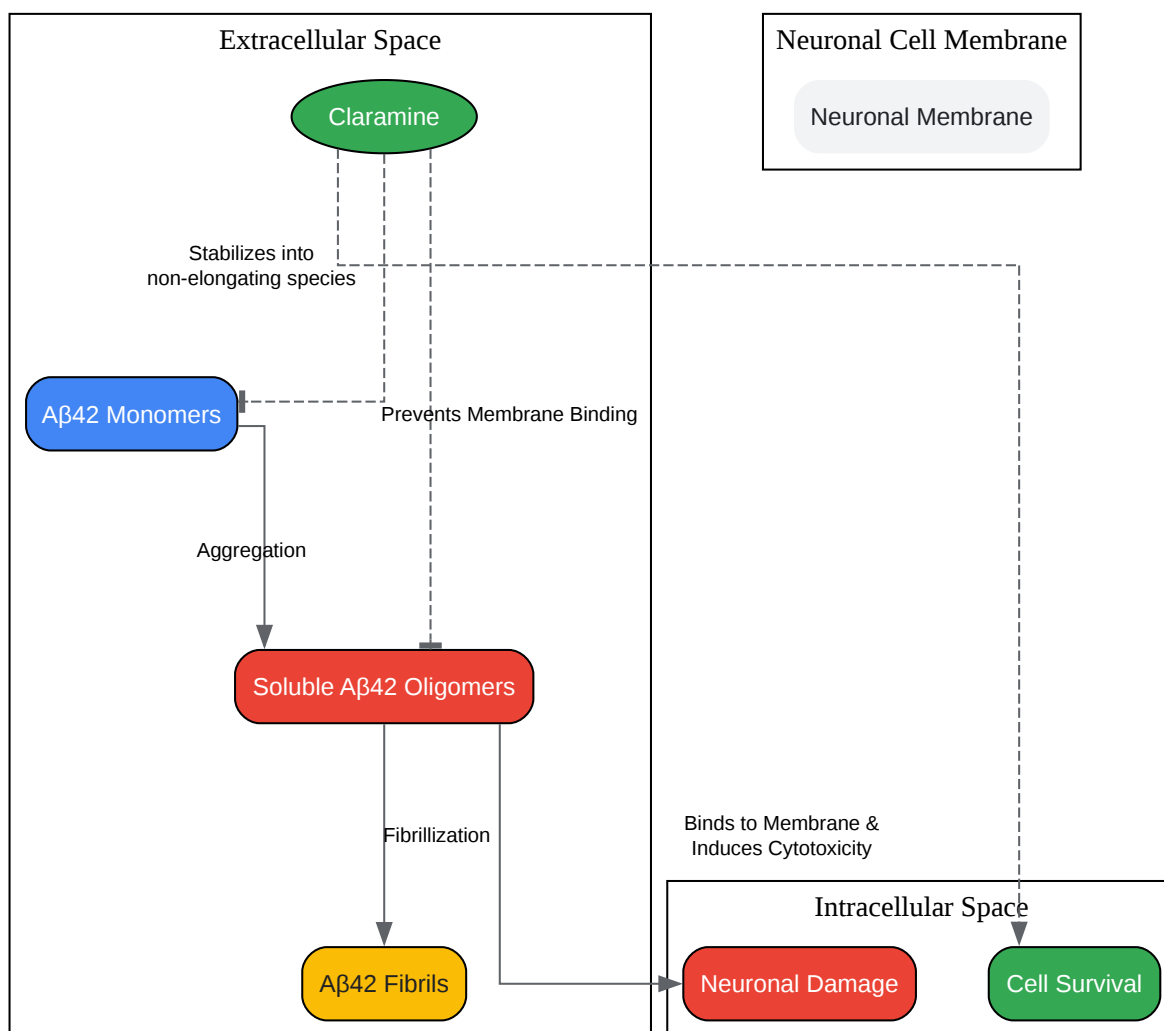 Extracellular Space
Neuronal Cell Membrane
Claramine
Neuronal Membrane
Stabilizes into
non-elongating species
Aβ42 Monomers
Prevents Membrane Binding
Aggregation
Soluble Aβ42 Oligomers
Fibrillization
Binds to Membrane &
Induces Cytotoxicity
Intracellular Space
Aβ42 Fibrils
Neuronal Damage
Cell Survival